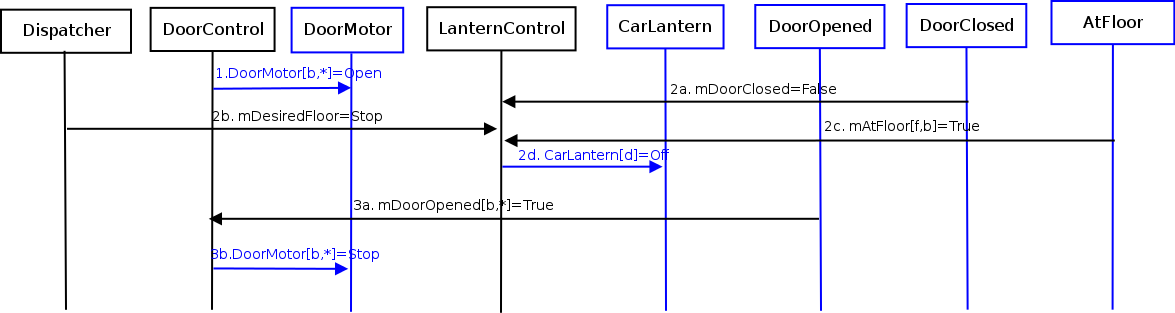 Dispatcher
DoorControl
DoorMotor
LanternControl
CarLantern
DoorOpened
DoorClosed
AtFloor
1.DoorMotor[b,*]=Open
2a. mDoorClosed=False
2b. mDesiredFloor=Stop
2c. mAtFloor[f,b]=True
2d. CarLantern[d]=Off
3a. mDoorOpened[b,*]=True
3b.DoorMotor[b,*]=Stop